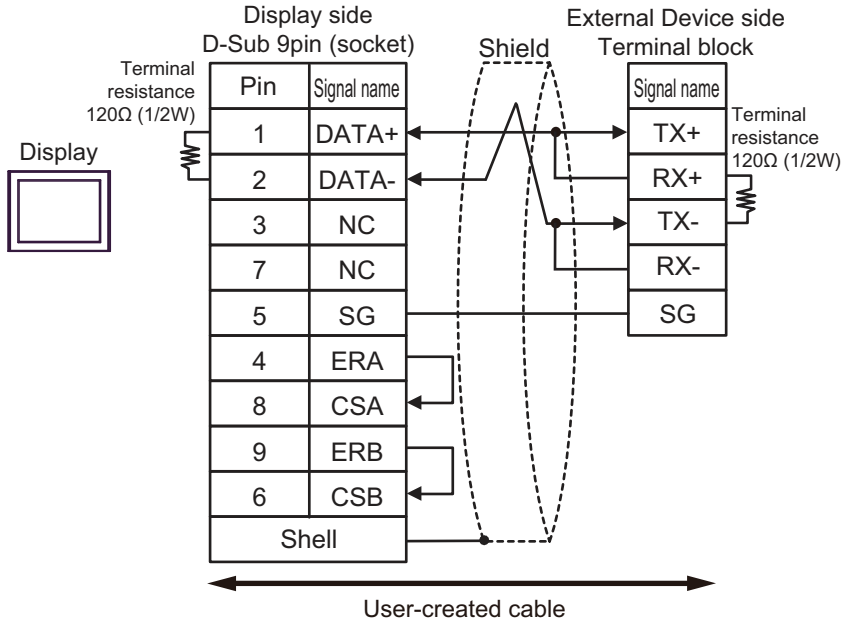 Display side
D-Sub 9pin (socket)
External Device side
Terminal block
Shield
Terminal
resistance
120Ω (1/2W)
Display
Pin Signal name
1 DATA+
2 DATA-
3 NC
7 NC
5 SG
4 ERA
8 CSA
9 ERB
6 CSB
Shell
Signal name
TX+
RX+
TX-
RX-
SG
Terminal
resistance
120Ω (1/2W)
User-created cable